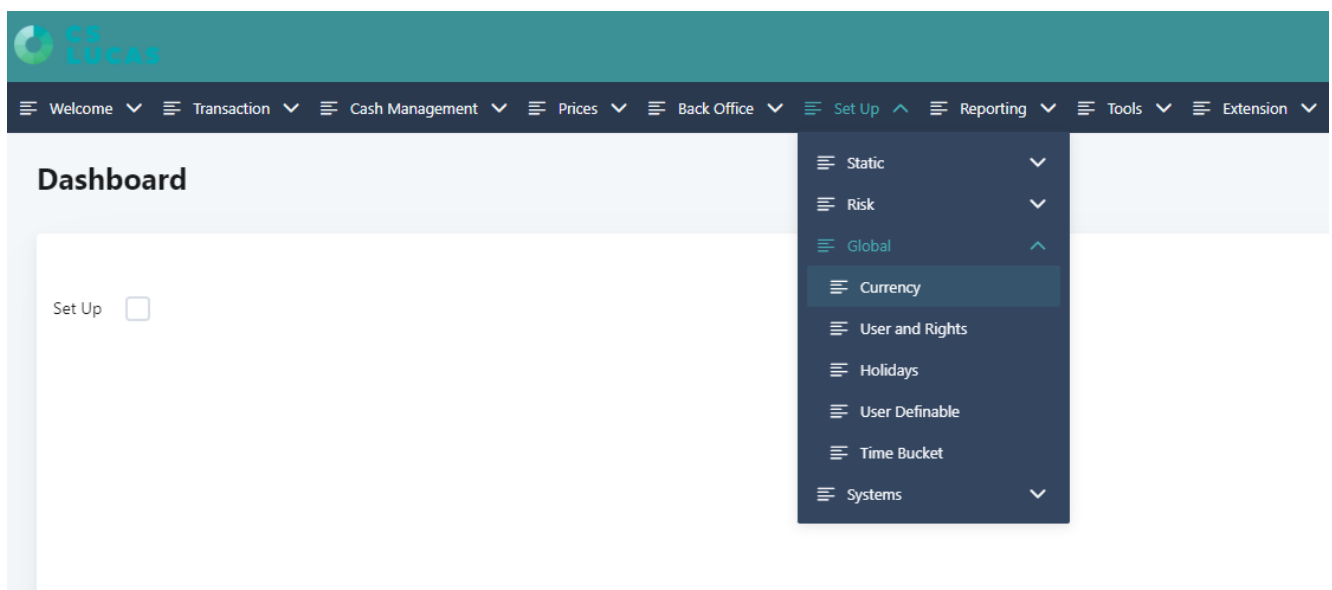 CS
LUCAS
Welcome Transaction Cash Management Prices Back Office Set Up Reporting Tools Extension
Dashboard
Static
Risk
Global
Currency
User and Rights
Holidays
User Definable
Time Bucket
Systems
Set Up